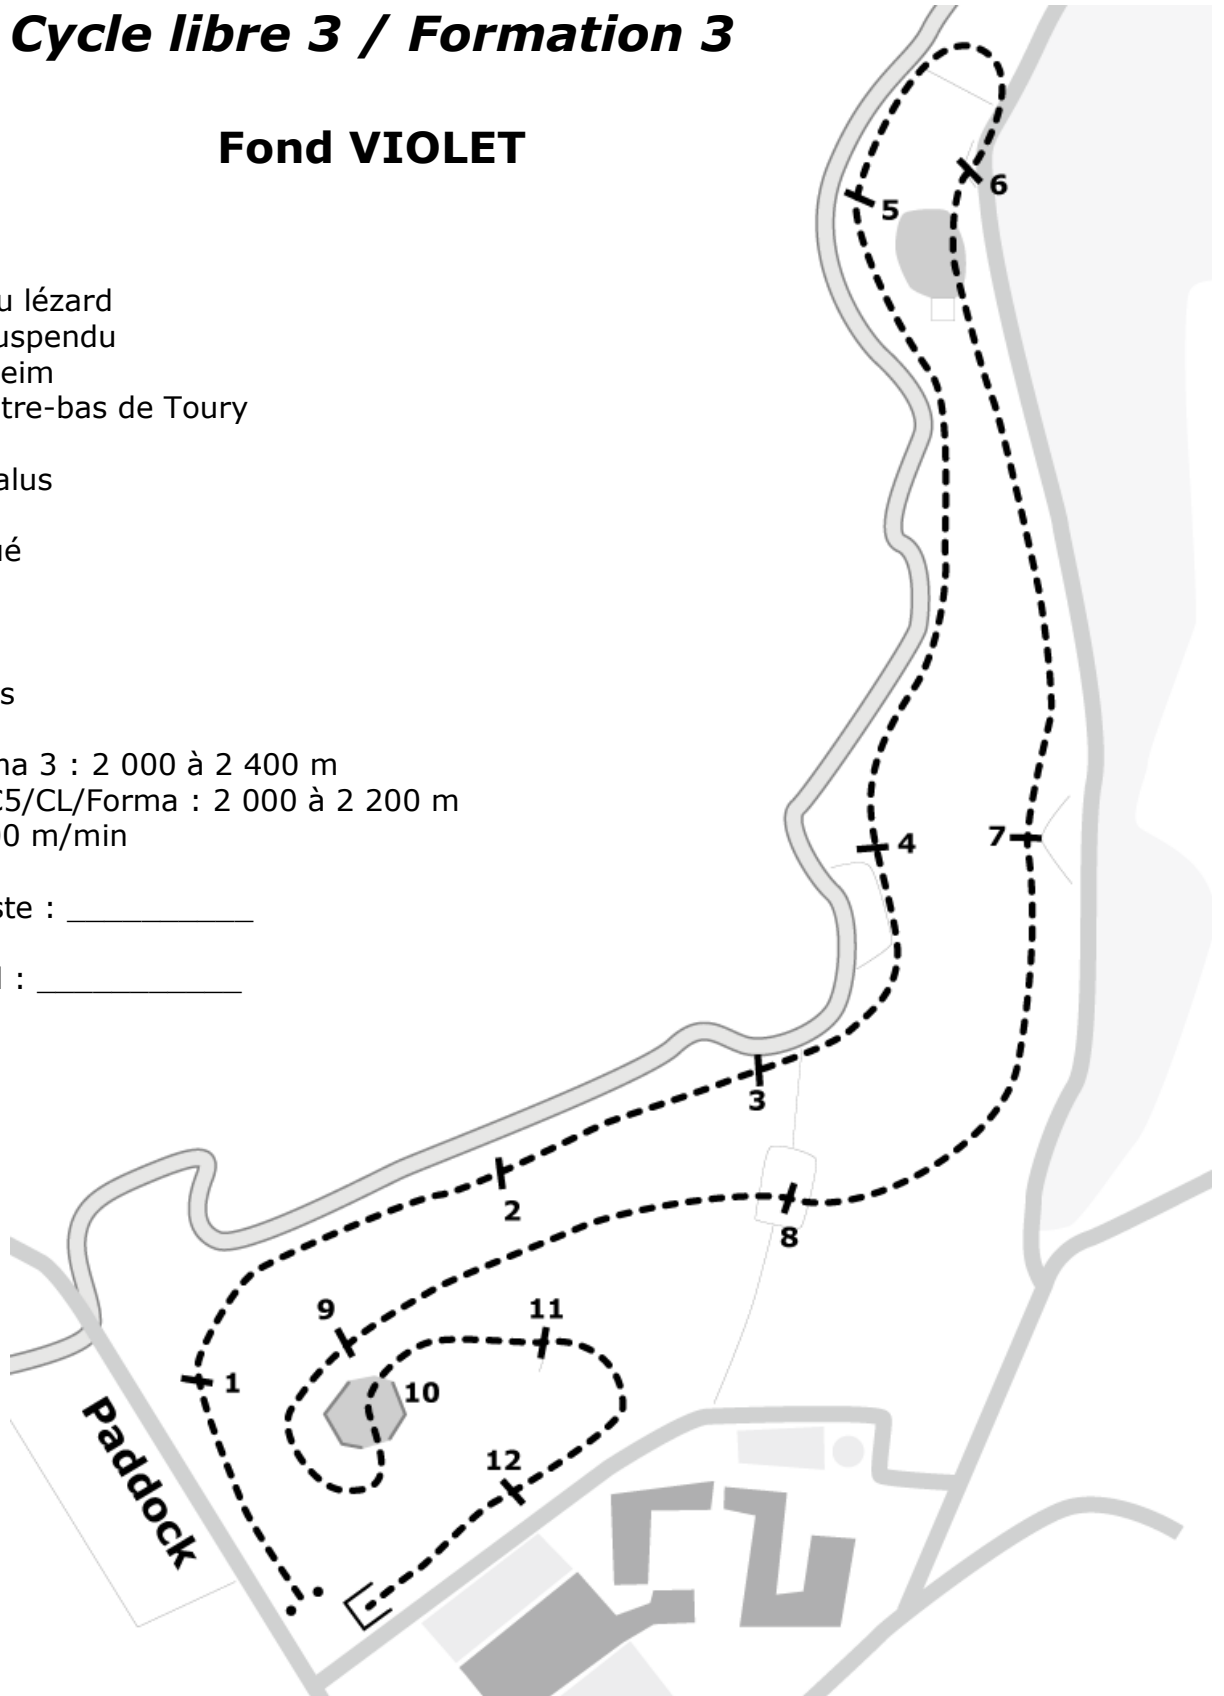 Cycle libre 3 / Formation 3
Fond VIOLET
u lézard
uspendu
eim
tre-bas de Toury
alus
ué
s
na 3 : 2 000 à 2 400 m
C5/CL/Forma : 2 000 à 2 200 m
00 m/min
ste : ___________
l : ____________
5
6
4
7
3
2
8
9
11
1
10
12
Paddock